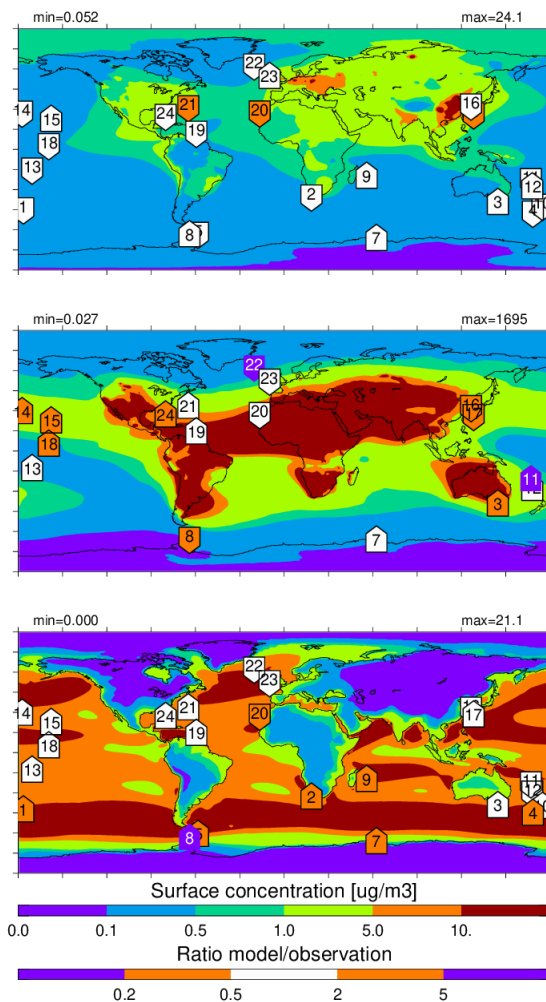 min=0.052 max=24.1
22
23
14 15 24 21 20 16
18 19
13 9
2 12
1 3
8 7
min=0.027 max=1695
22
23
14 15 24 21 20
18 19
13 11
3
8 7
min=0.000 max=21.1
22
23
14 15 24 21 20 17
18 19
13 9 11
2 12
1 3 4
8 7
Surface concentration [ug/m3]
0.0 0.1 0.5 1.0 5.0 10.
Ratio model/observation
0.2 0.5 2 5